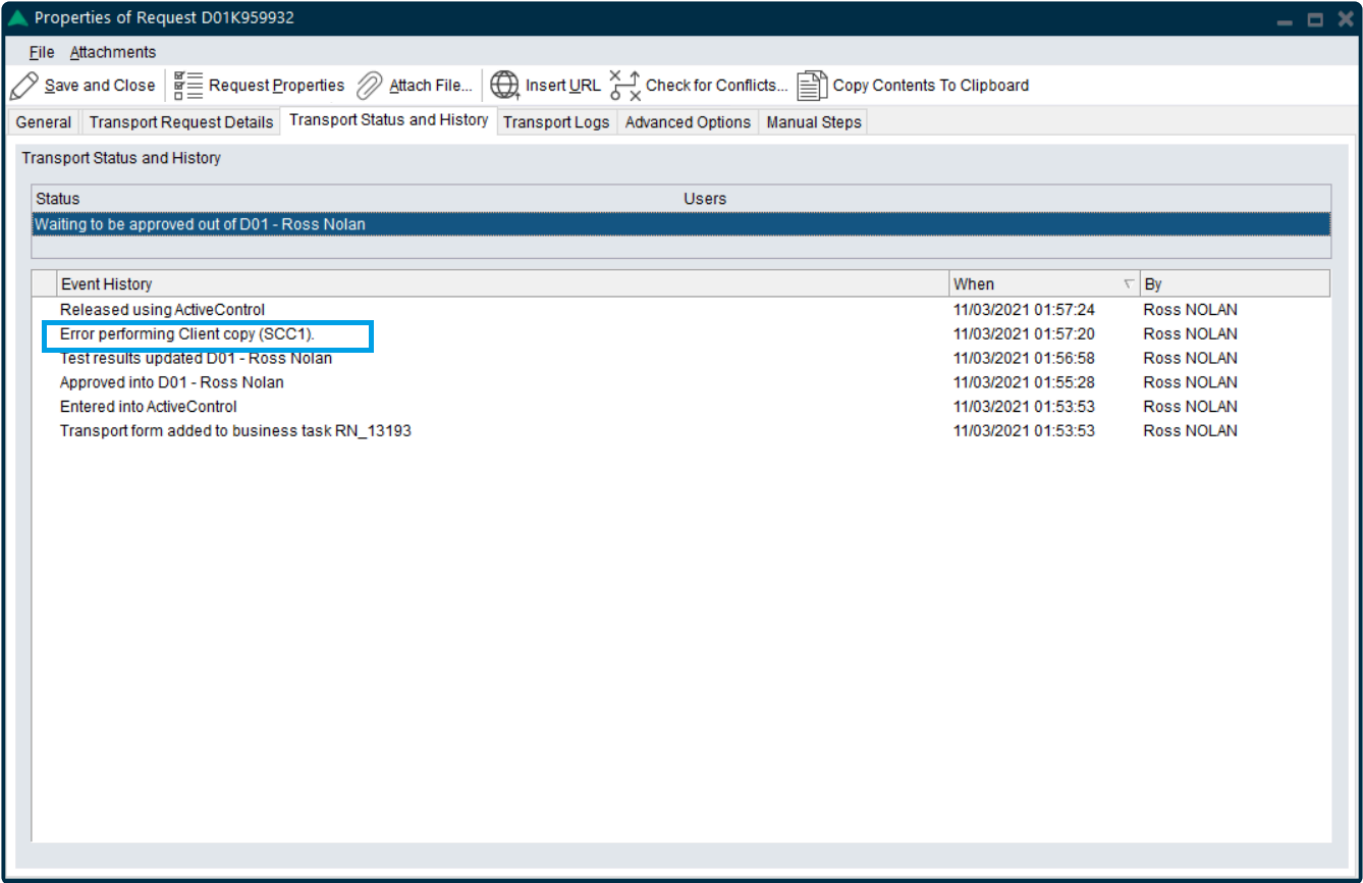 Properties of Request D01K959932
File Attachments
Save and Close Request Properties Attach File... Insert URL Check for Conflicts... Copy Contents To Clipboard
General Transport Request Details Transport Status and History Transport Logs Advanced Options Manual Steps
Transport Status and History
Status Users
Waiting to be approved out of D01 - Ross Nolan
Event History When By
Released using ActiveControl 11/03/2021 01:57:24 Ross NOLAN
Error performing Client copy (SCC1). 11/03/2021 01:57:20 Ross NOLAN
Test results updated D01 - Ross Nolan 11/03/2021 01:56:58 Ross NOLAN
Approved into D01 - Ross Nolan 11/03/2021 01:55:28 Ross NOLAN
Entered into ActiveControl 11/03/2021 01:53:53 Ross NOLAN
Transport form added to business task RN_13193 11/03/2021 01:53:53 Ross NOLAN